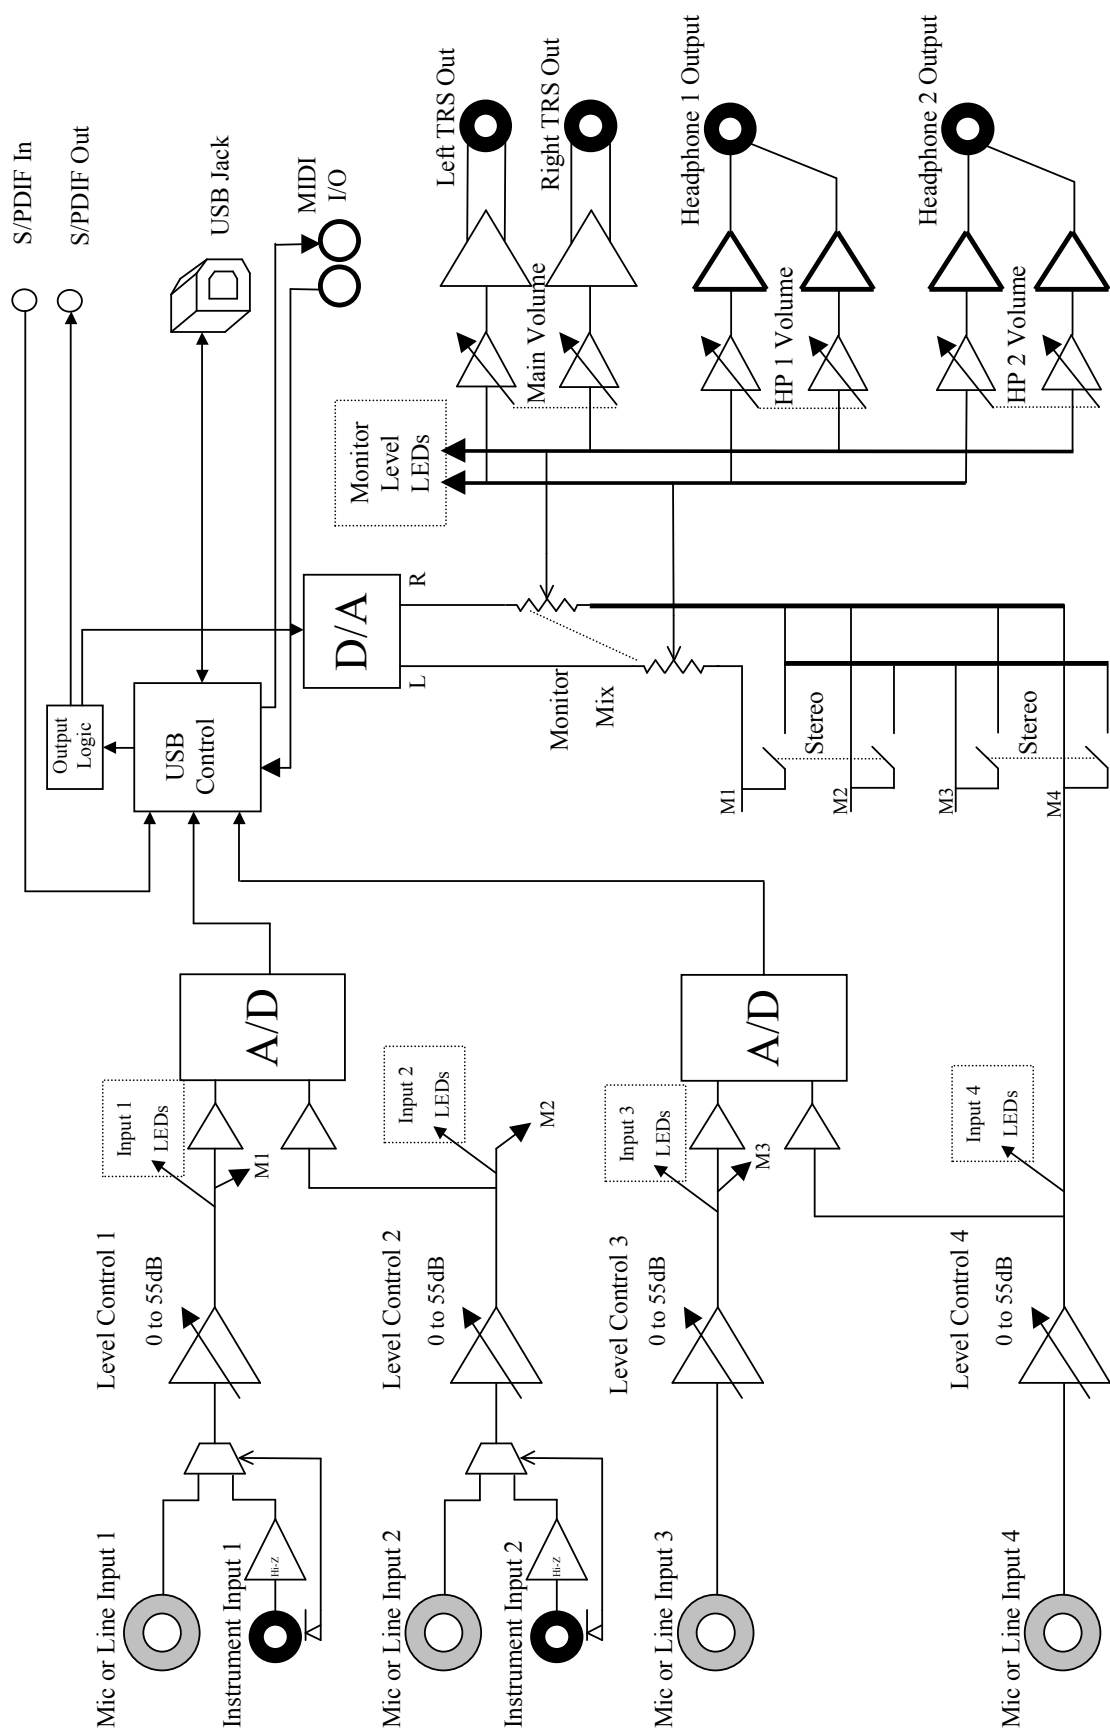 Mic or Line Input 1
Instrument Input 1
Hi-Z
Level Control 1
0 to 55dB
Input 1
LEDs
M1
A/D
Mic or Line Input 2
Instrument Input 2
Hi-Z
Level Control 2
0 to 55dB
Input 2
LEDs
M2
Mic or Line Input 3
Level Control 3
0 to 55dB
Input 3
LEDs
M3
A/D
Mic or Line Input 4
Level Control 4
0 to 55dB
Input 4
LEDs
S/PDIF In
S/PDIF Out
Output
Logic
USB
Control
USB Jack
MIDI
I/O
D/A
L
R
Monitor
Mix
M1
Stereo
M2
M3
Stereo
M4
Monitor
Level
LEDs
Left TRS Out
Main Volume
Right TRS Out
Headphone 1 Output
HP 1 Volume
Headphone 2 Output
HP 2 Volume